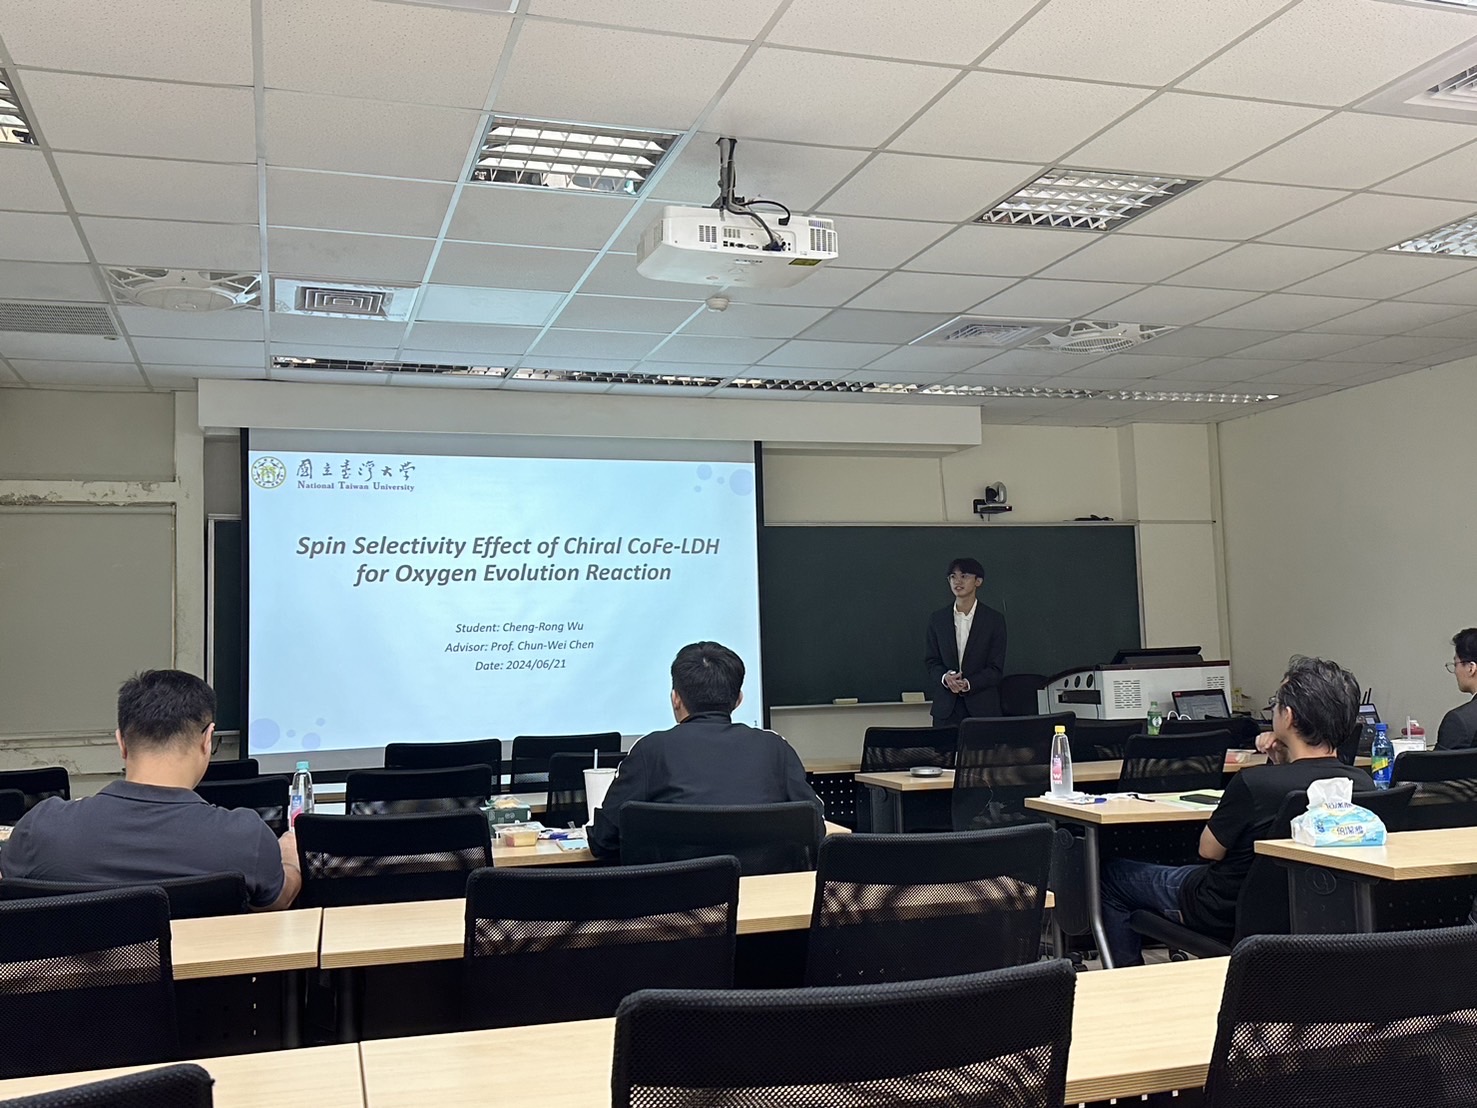 國立臺灣大學
National Taiwan University
Spin Selectivity Effect of Chiral CoFe-LDH
for Oxygen Evolution Reaction
Student: Cheng-Rong Wu
Advisor: Prof. Chun-Wei Chen
Date: 2024/06/21
1